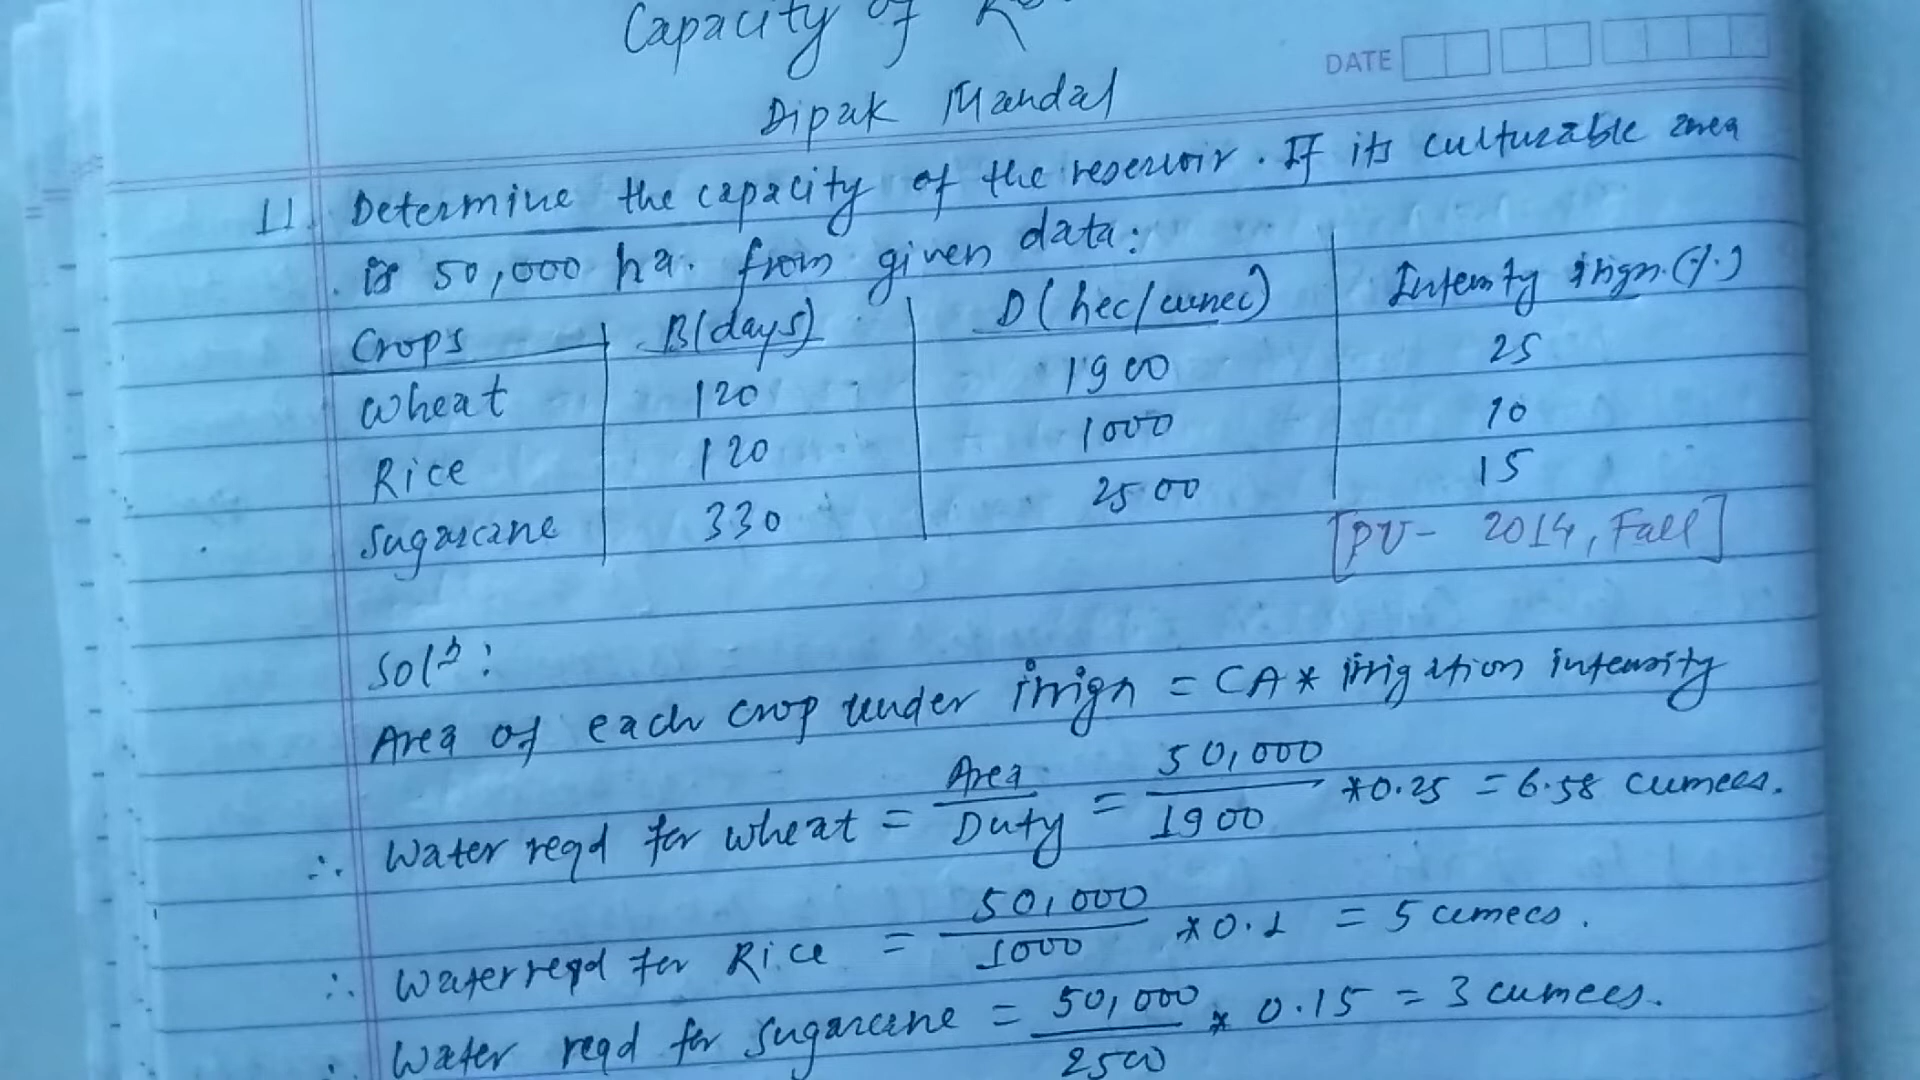 Capacity of
DATE
Dipak Mandal
11. Determine the capacity of the reservoir. If its culturable area
is 50,000 ha. from given data:
Crops B(days) D(hec/cumec) Intensity irrign.(%)
Wheat 120 1900 25
Rice 120 1000 10
Sugarcane 330 2500 15
[PU- 2014, Fall]
Solⁿ:
Area of each crop under irrign = CA * irrigation intensity
∴ Water reqd for wheat = Area/Duty = 50,000/1900 *0.25 = 6.58 cumecs.
∴ Water reqd for Rice = 50,000/1000 *0.1 = 5 cumecs.
∴ Water reqd for sugarcane = 50,000/2500 * 0.15 = 3 cumecs.